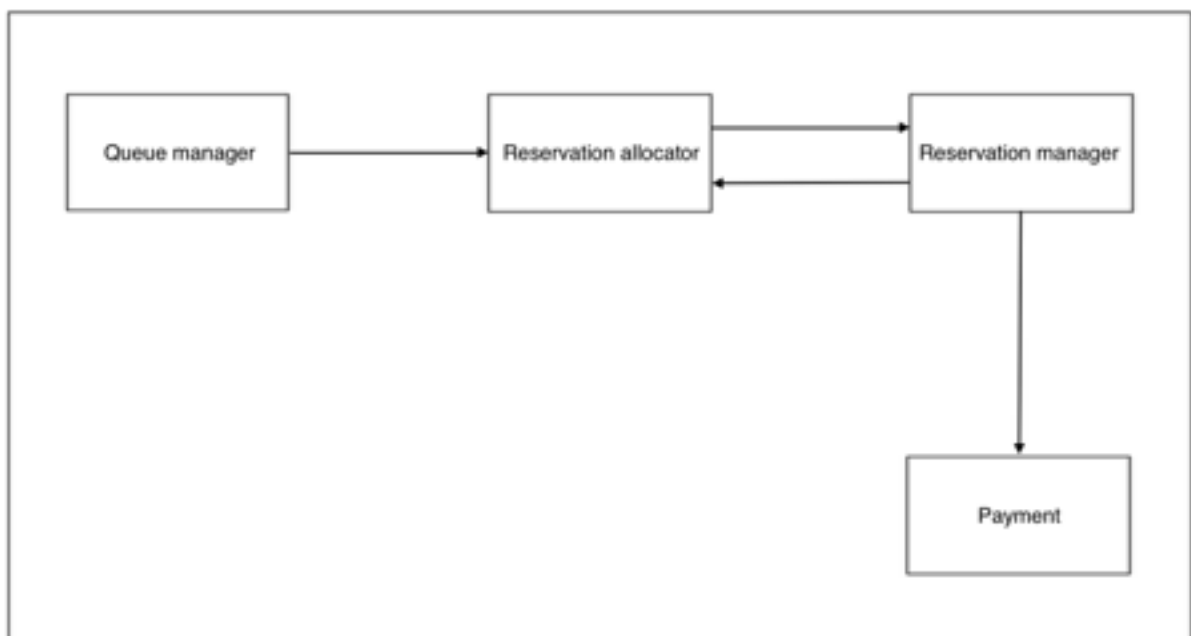 Queue manager
Reservation allocator
Reservation manager
Payment